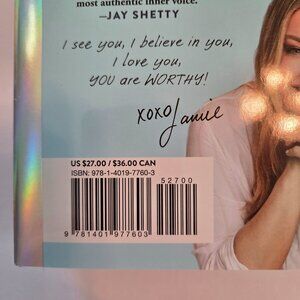 most authentic inner voice.
—JAY SHETTY
I see you, I believe in you,
I love you,
YOU are WORTHY!
xoxo Jamie
US $27.00 / $36.00 CAN
ISBN: 978-1-4019-7760-3
52700
9 781401 977603